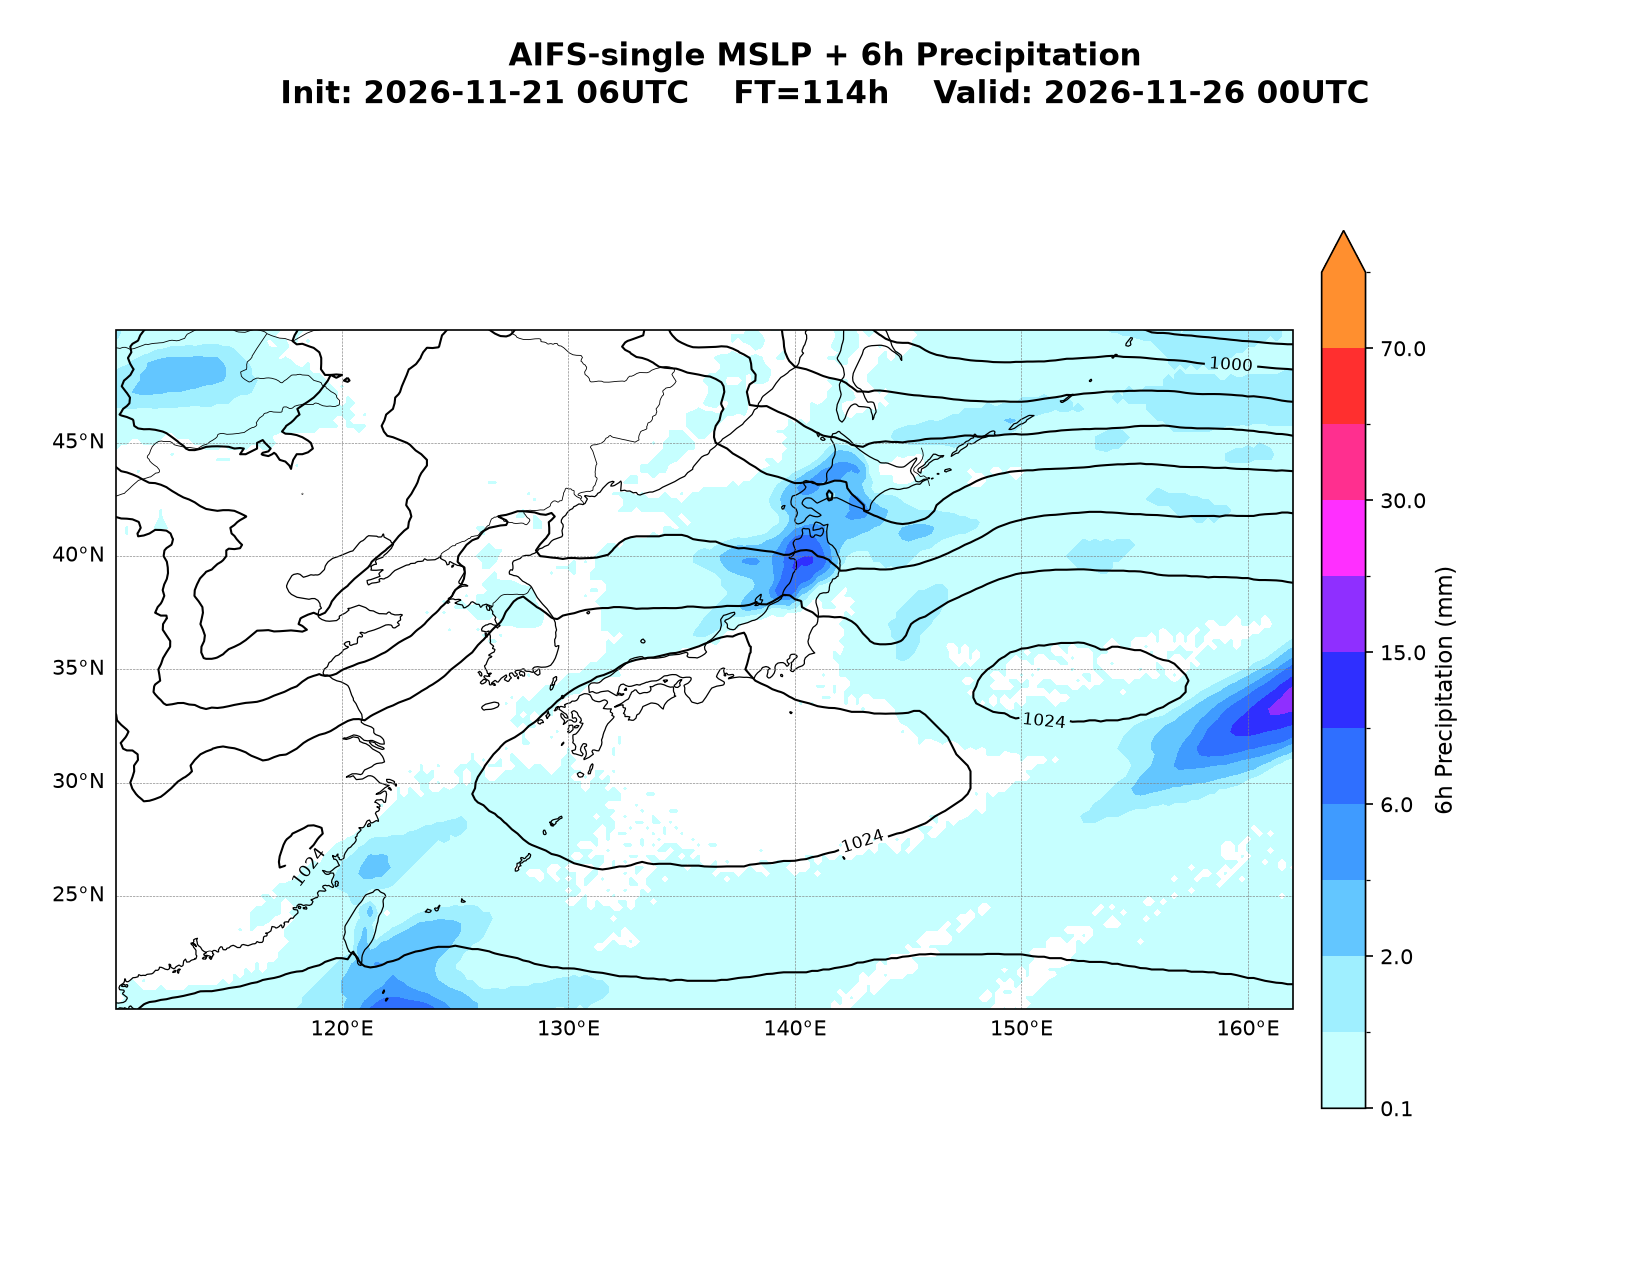 AIFS-single MSLP + 6h Precipitation
Init: 2026-11-21 06UTC    FT=114h    Valid: 2026-11-26 00UTC
1000
1024
1024
1024
45°N
40°N
35°N
30°N
25°N
120°E
130°E
140°E
150°E
160°E
70.0
30.0
15.0
6.0
2.0
0.1
6h Precipitation (mm)